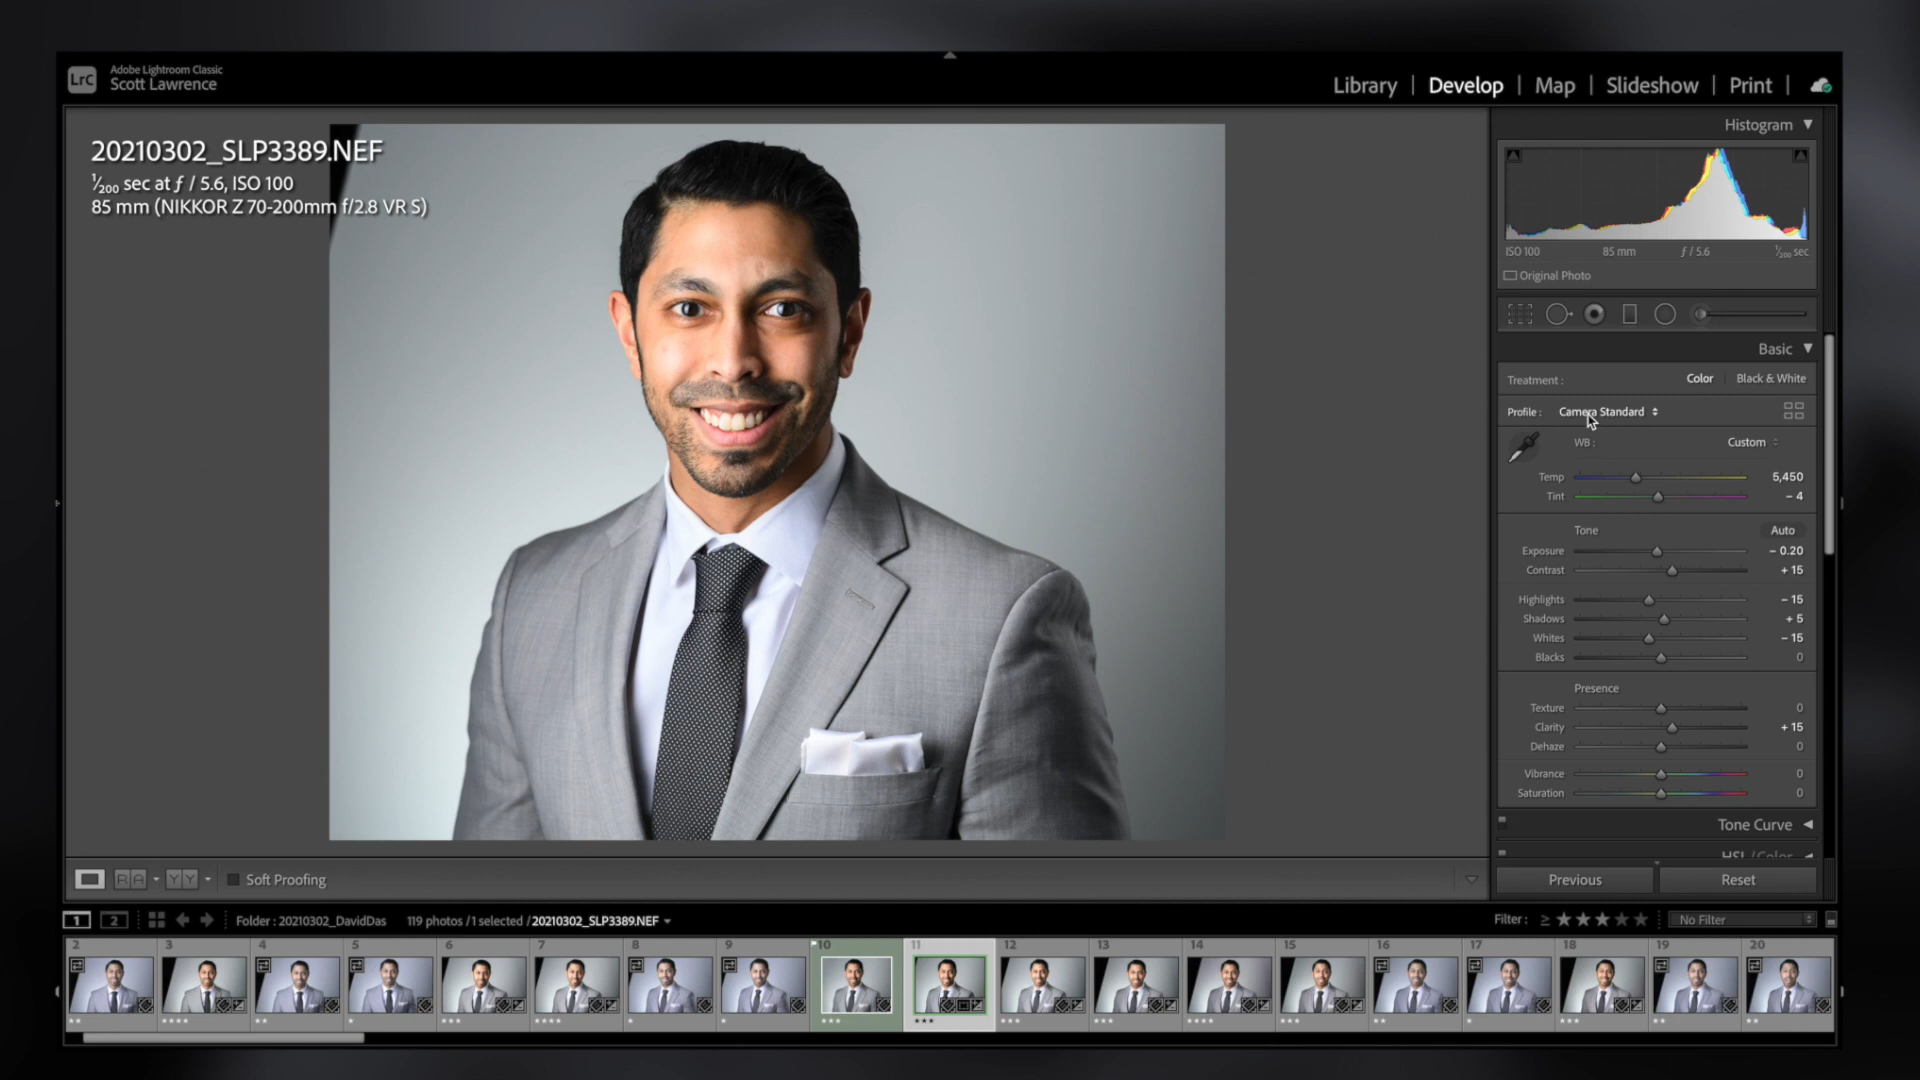 LrC
Adobe Lightroom Classic
Scott Lawrence
Library | Develop | Map | Slideshow | Print |
20210302_SLP3389.NEF
1/200 sec at ƒ / 5.6, ISO 100
85 mm (NIKKOR Z 70-200mm f/2.8 VR S)
Histogram
ISO 100 85 mm ƒ / 5.6 1/200 sec
Original Photo
Basic
Treatment : Color Black & White
Profile : Camera Standard
WB : Custom
Temp 5,450
Tint - 4
Tone Auto
Exposure - 0.20
Contrast + 15
Highlights - 15
Shadows + 5
Whites - 15
Blacks 0
Presence
Texture 0
Clarity + 15
Dehaze 0
Vibrance 0
Saturation 0
Tone Curve
HSL / Color
Previous Reset
R A Y Y Soft Proofing
1 2 Folder : 20210302_DavidDas 119 photos / 1 selected / 20210302_SLP3389.NEF Filter : ≥ ★★★★★ No Filter
2 3 4 5 6 7 8 9 10 11 12 13 14 15 16 17 18 19 20